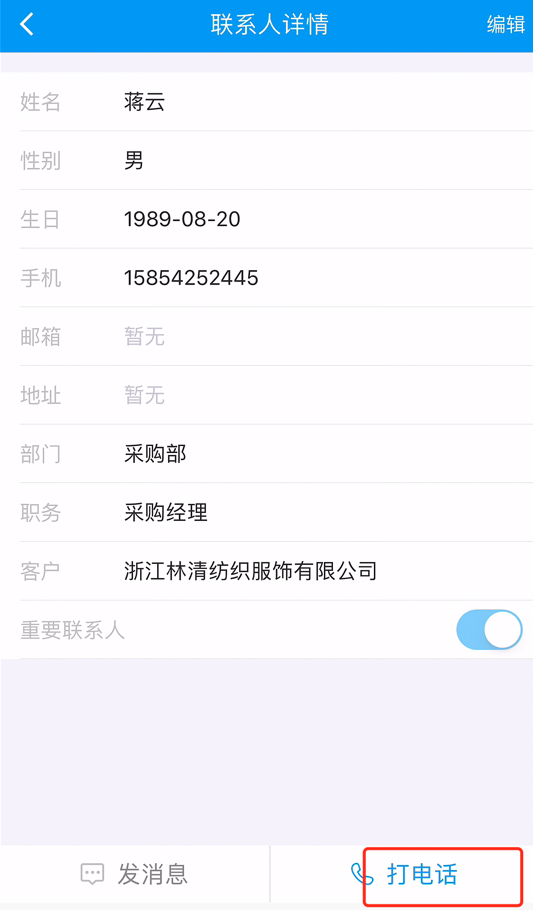 联系人详情 编辑
姓名 蒋云
性别 男
生日 1989-08-20
手机 15854252445
邮箱 暂无
地址 暂无
部门 采购部
职务 采购经理
客户 浙江林清纺织服饰有限公司
重要联系人
发消息 打电话